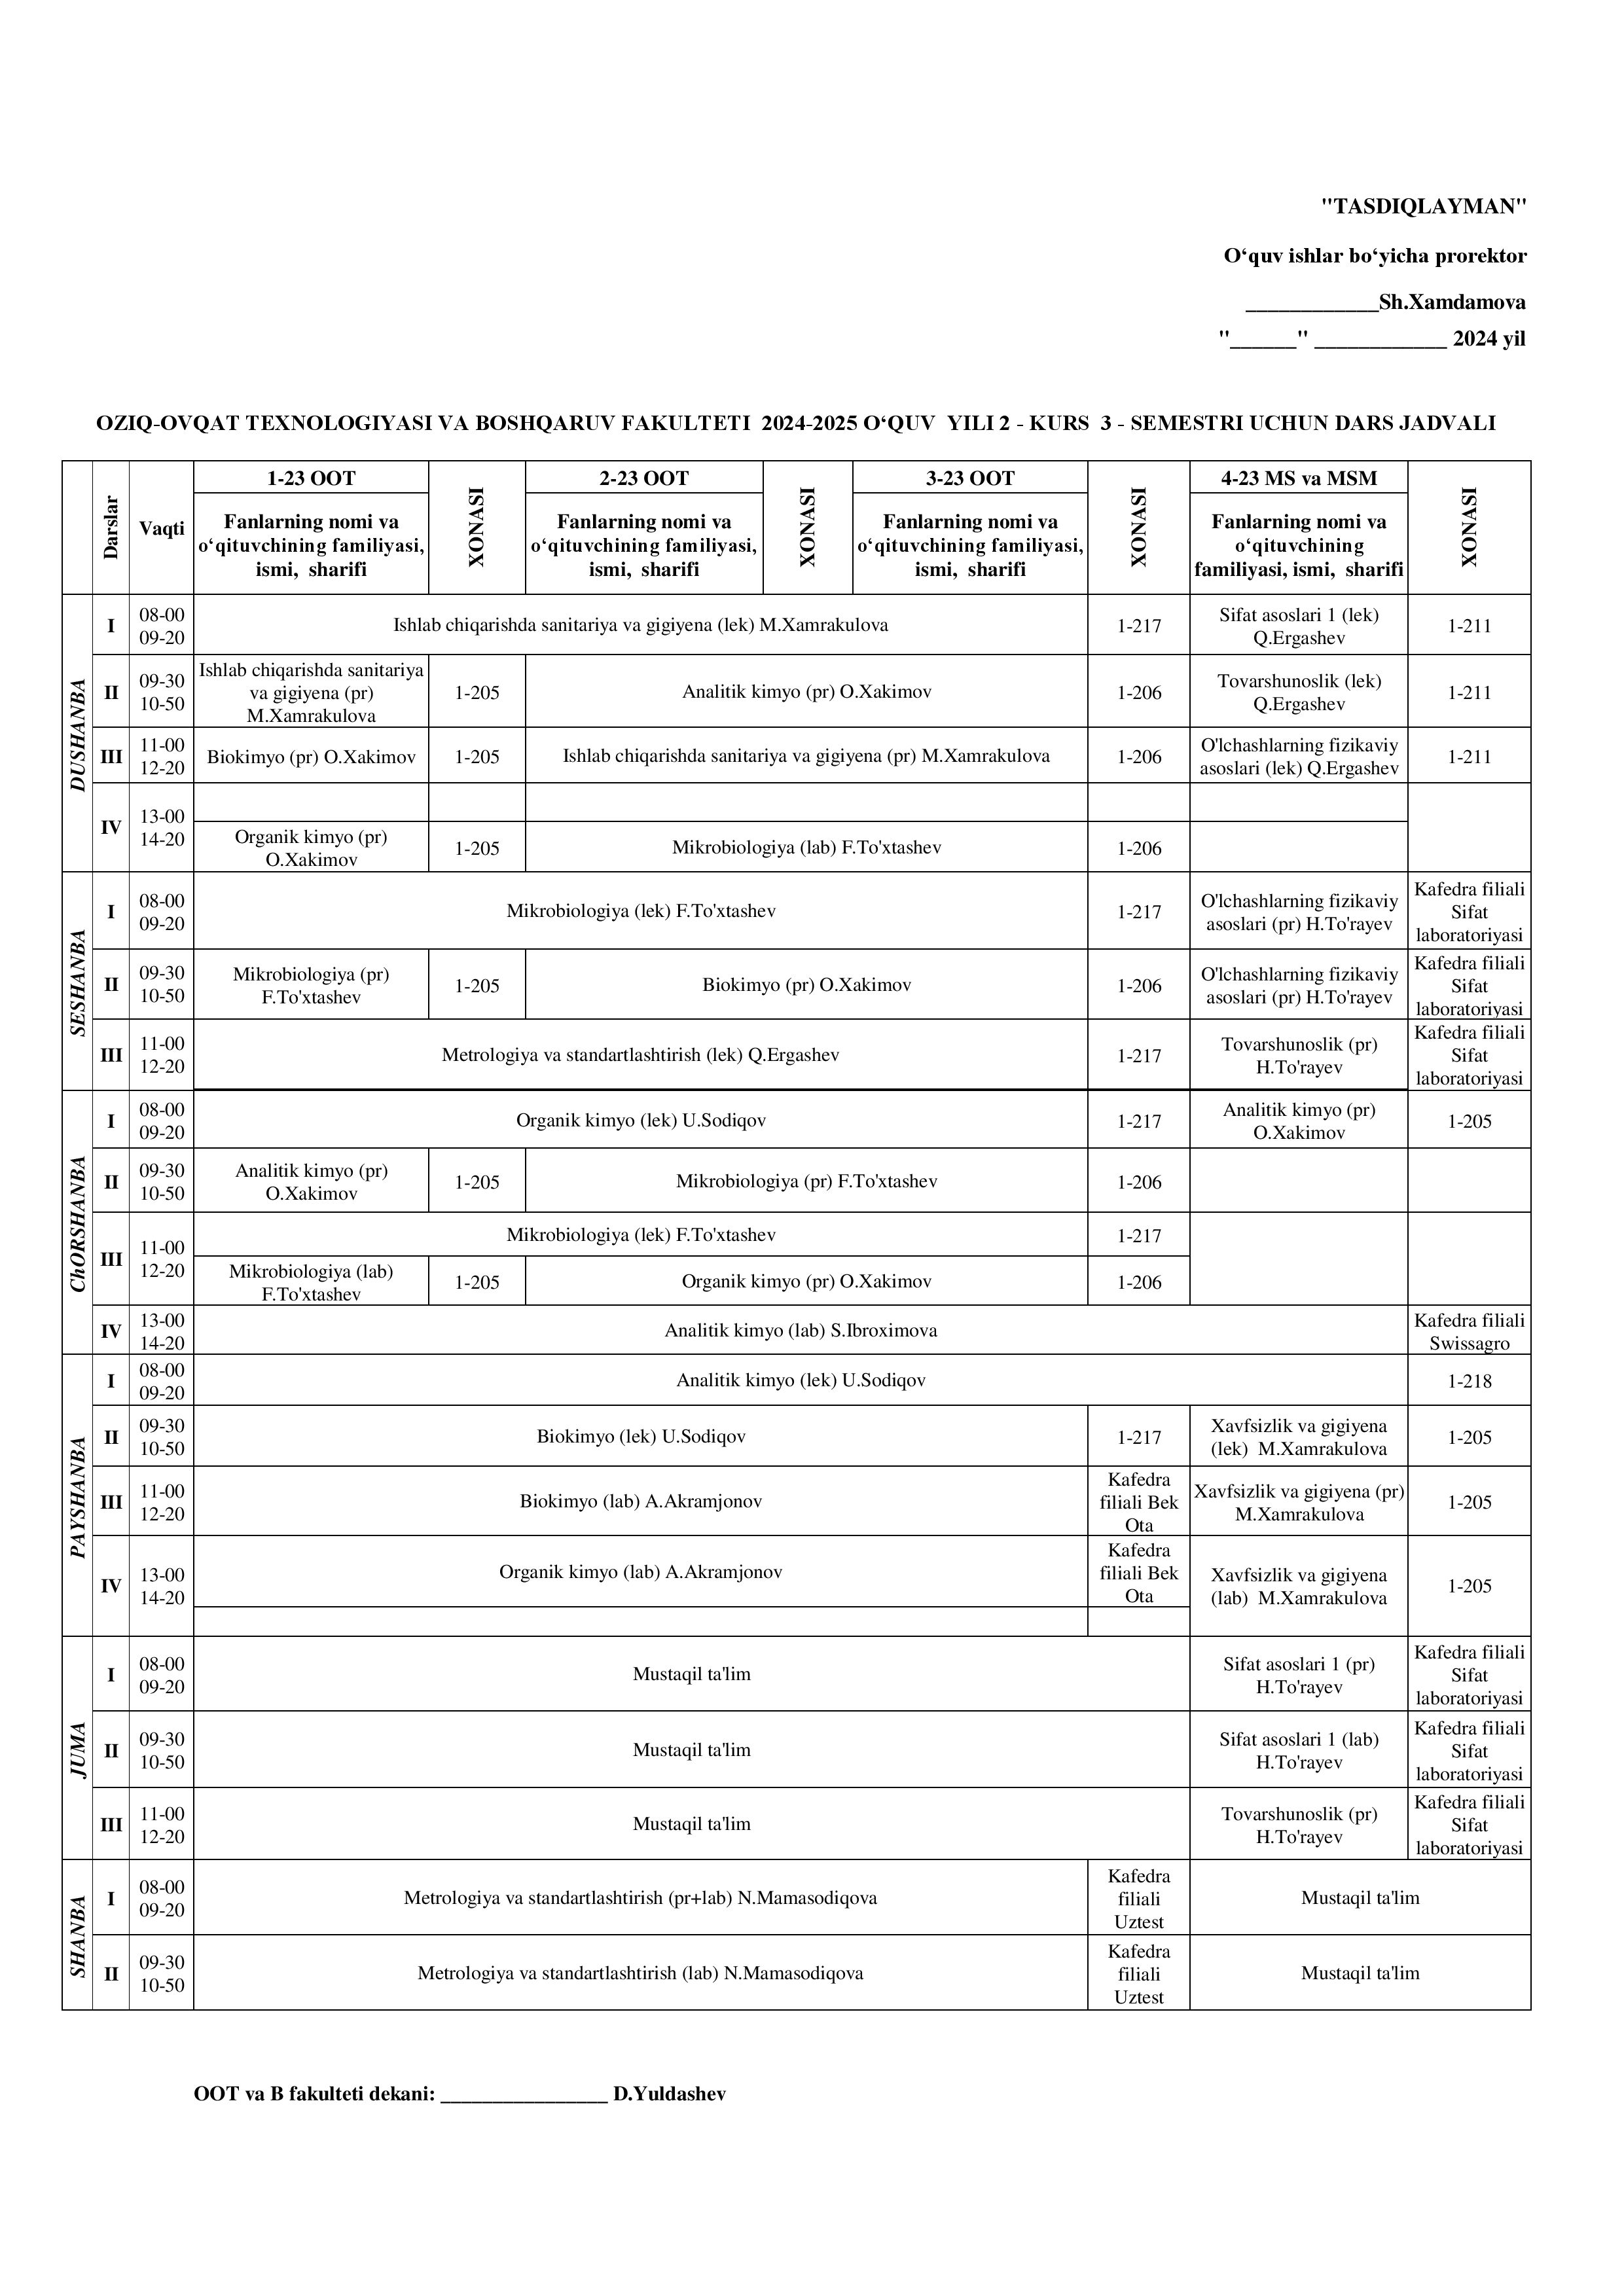 "TASDIQLAYMAN"
O‘quv ishlar bo‘yicha prorektor
____________Sh.Xamdamova
"______" ____________ 2024 yil
OZIQ-OVQAT TEXNOLOGIYASI VA BOSHQARUV FAKULTETI 2024-2025 O‘QUV YILI 2 - KURS 3 - SEMESTRI UCHUN DARS JADVALI
Darslar
Vaqti
1-23 OOT
Fanlarning nomi va
o‘qituvchining familiyasi,
ismi, sharifi
XONASI
2-23 OOT
Fanlarning nomi va
o‘qituvchining familiyasi,
ismi, sharifi
XONASI
3-23 OOT
Fanlarning nomi va
o‘qituvchining familiyasi,
ismi, sharifi
XONASI
4-23 MS va MSM
Fanlarning nomi va
o‘qituvchining
familiyasi, ismi, sharifi
XONASI
DUSHANBA
I
08-00
09-20
Ishlab chiqarishda sanitariya va gigiyena (lek) M.Xamrakulova
1-217
Sifat asoslari 1 (lek)
Q.Ergashev
1-211
II
09-30
10-50
Ishlab chiqarishda sanitariya
va gigiyena (pr)
M.Xamrakulova
1-205
Analitik kimyo (pr) O.Xakimov
1-206
Tovarshunoslik (lek)
Q.Ergashev
1-211
III
11-00
12-20
Biokimyo (pr) O.Xakimov
1-205
Ishlab chiqarishda sanitariya va gigiyena (pr) M.Xamrakulova
1-206
O'lchashlarning fizikaviy
asoslari (lek) Q.Ergashev
1-211
IV
13-00
14-20
Organik kimyo (pr)
O.Xakimov
1-205
Mikrobiologiya (lab) F.To'xtashev
1-206
SESHANBA
I
08-00
09-20
Mikrobiologiya (lek) F.To'xtashev
1-217
O'lchashlarning fizikaviy
asoslari (pr) H.To'rayev
Kafedra filiali
Sifat
laboratoriyasi
II
09-30
10-50
Mikrobiologiya (pr)
F.To'xtashev
1-205
Biokimyo (pr) O.Xakimov
1-206
O'lchashlarning fizikaviy
asoslari (pr) H.To'rayev
Kafedra filiali
Sifat
laboratoriyasi
III
11-00
12-20
Metrologiya va standartlashtirish (lek) Q.Ergashev
1-217
Tovarshunoslik (pr)
H.To'rayev
Kafedra filiali
Sifat
laboratoriyasi
ChORSHANBA
I
08-00
09-20
Organik kimyo (lek) U.Sodiqov
1-217
Analitik kimyo (pr)
O.Xakimov
1-205
II
09-30
10-50
Analitik kimyo (pr)
O.Xakimov
1-205
Mikrobiologiya (pr) F.To'xtashev
1-206
III
11-00
12-20
Mikrobiologiya (lek) F.To'xtashev
1-217
Mikrobiologiya (lab)
F.To'xtashev
1-205
Organik kimyo (pr) O.Xakimov
1-206
IV
13-00
14-20
Analitik kimyo (lab) S.Ibroximova
Kafedra filiali
Swissagro
PAYSHANBA
I
08-00
09-20
Analitik kimyo (lek) U.Sodiqov
1-218
II
09-30
10-50
Biokimyo (lek) U.Sodiqov
1-217
Xavfsizlik va gigiyena
(lek) M.Xamrakulova
1-205
III
11-00
12-20
Biokimyo (lab) A.Akramjonov
Kafedra
filiali Bek
Ota
Xavfsizlik va gigiyena (pr)
M.Xamrakulova
1-205
IV
13-00
14-20
Organik kimyo (lab) A.Akramjonov
Kafedra
filiali Bek
Ota
Xavfsizlik va gigiyena
(lab) M.Xamrakulova
1-205
JUMA
I
08-00
09-20
Mustaqil ta'lim
Sifat asoslari 1 (pr)
H.To'rayev
Kafedra filiali
Sifat
laboratoriyasi
II
09-30
10-50
Mustaqil ta'lim
Sifat asoslari 1 (lab)
H.To'rayev
Kafedra filiali
Sifat
laboratoriyasi
III
11-00
12-20
Mustaqil ta'lim
Tovarshunoslik (pr)
H.To'rayev
Kafedra filiali
Sifat
laboratoriyasi
SHANBA
I
08-00
09-20
Metrologiya va standartlashtirish (pr+lab) N.Mamasodiqova
Kafedra
filiali
Uztest
Mustaqil ta'lim
II
09-30
10-50
Metrologiya va standartlashtirish (lab) N.Mamasodiqova
Kafedra
filiali
Uztest
Mustaqil ta'lim
OOT va B fakulteti dekani: ________________ D.Yuldashev